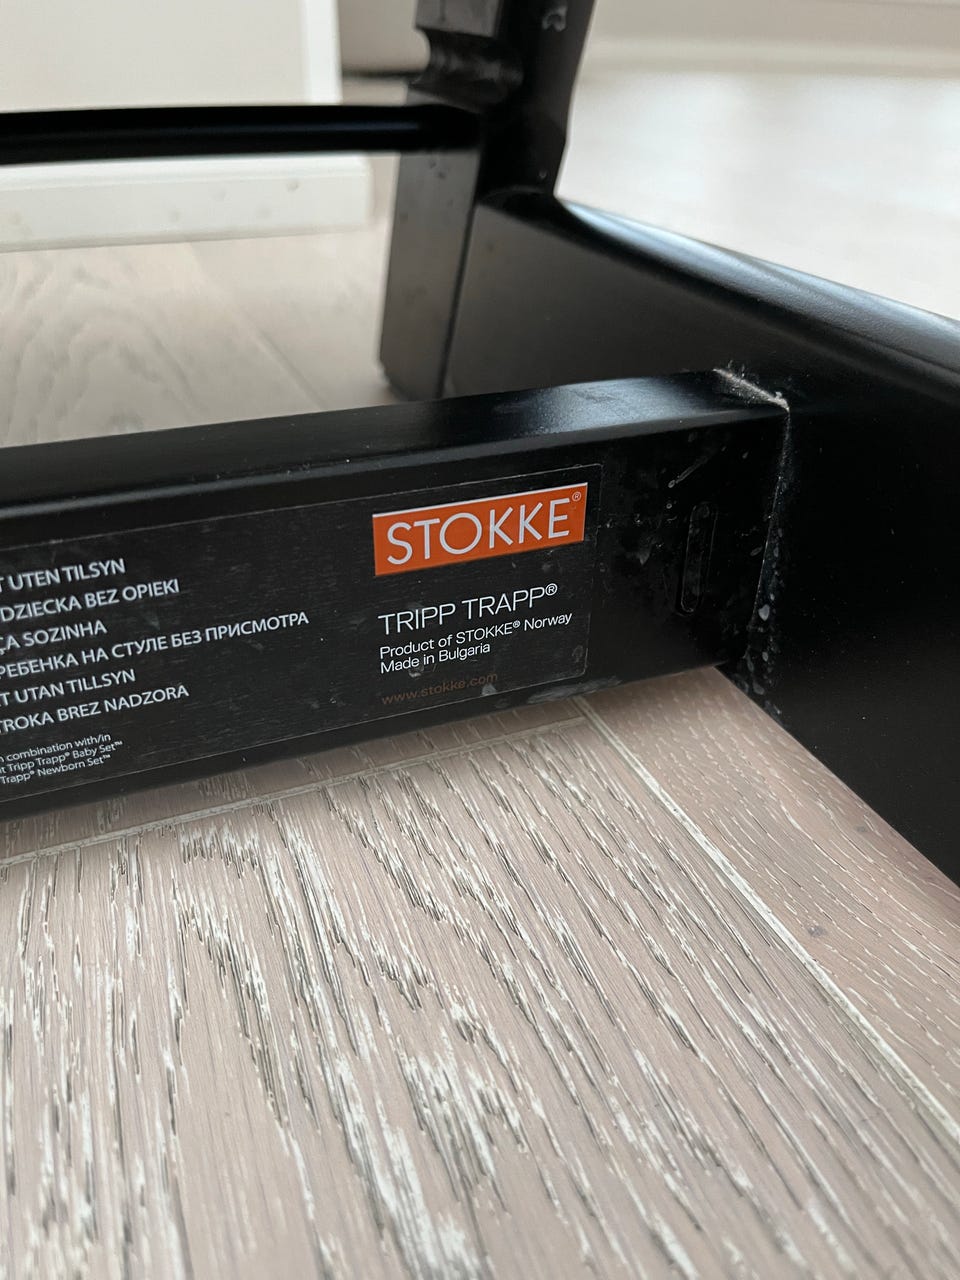 T UTEN TILSYN
DZIECKA BEZ OPIEKI
ÇA SOZINHA
РЕБЕНКА НА СТУЛЕ БЕЗ ПРИСМОТРА
T UTAN TILLSYN
TROKA BREZ NADZORA
n combination with/in
t Tripp Trapp® Baby Set™
Trapp® Newborn Set™
STOKKE®
TRIPP TRAPP®
Product of STOKKE® Norway
Made in Bulgaria
www.stokke.com